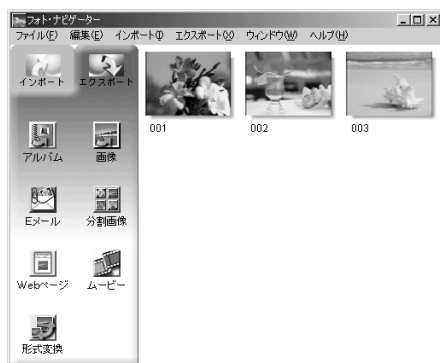 フォト・ナビゲーター
ファイル(F) 編集(E) インポート(I) エクスポート(X) ウィンドウ(W) ヘルプ(H)
インポート エクスポート
001 002 003
アルバム 画像
Eメール 分割画像
Webページ ムービー
形式変換